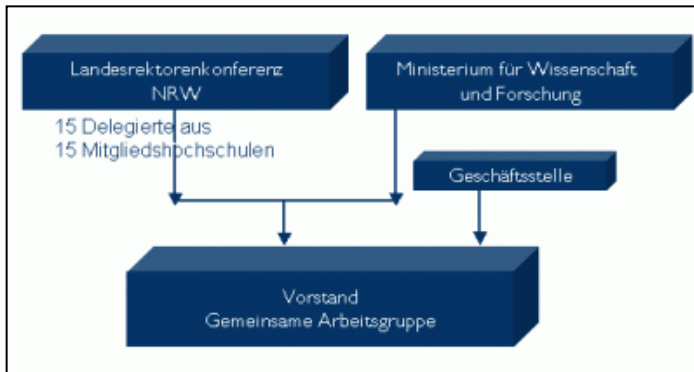 Landesrektorenkonferenz
NRW
Ministerium für Wissenschaft
und Forschung
15 Delegierte aus
15 Mitgliedshochschulen
Geschäftsstelle
Vorstand
Gemeinsame Arbeitsgruppe